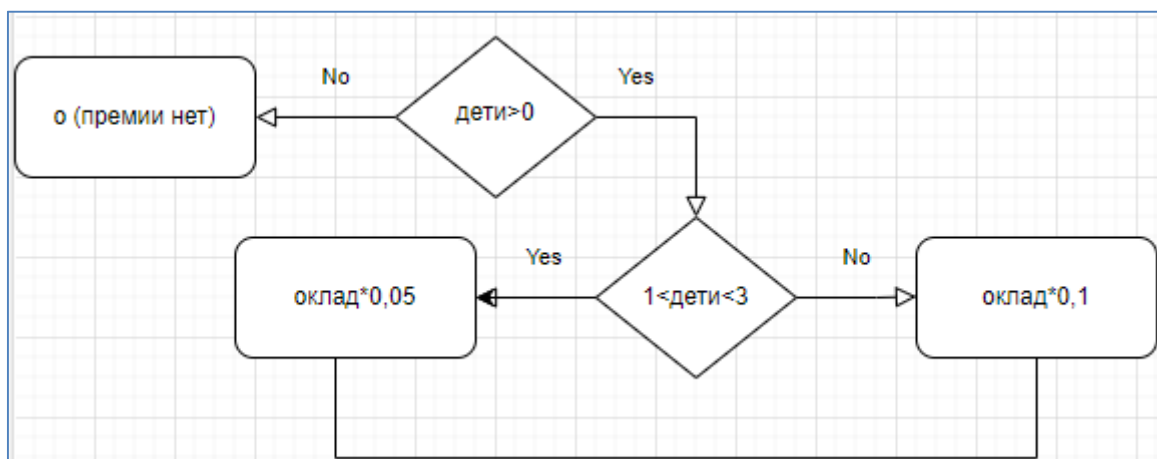 No
Yes
о (премии нет)
дети>0
Yes
No
оклад*0,05
1<дети<3
оклад*0,1